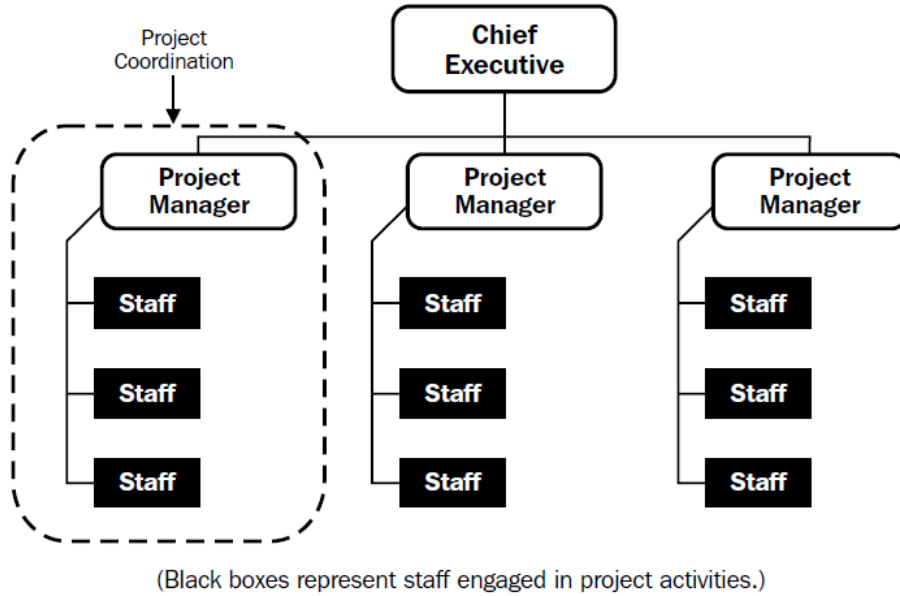 Project
Coordination
Chief
Executive
Project
Manager
Project
Manager
Project
Manager
Staff
Staff
Staff
Staff
Staff
Staff
Staff
Staff
Staff
(Black boxes represent staff engaged in project activities.)